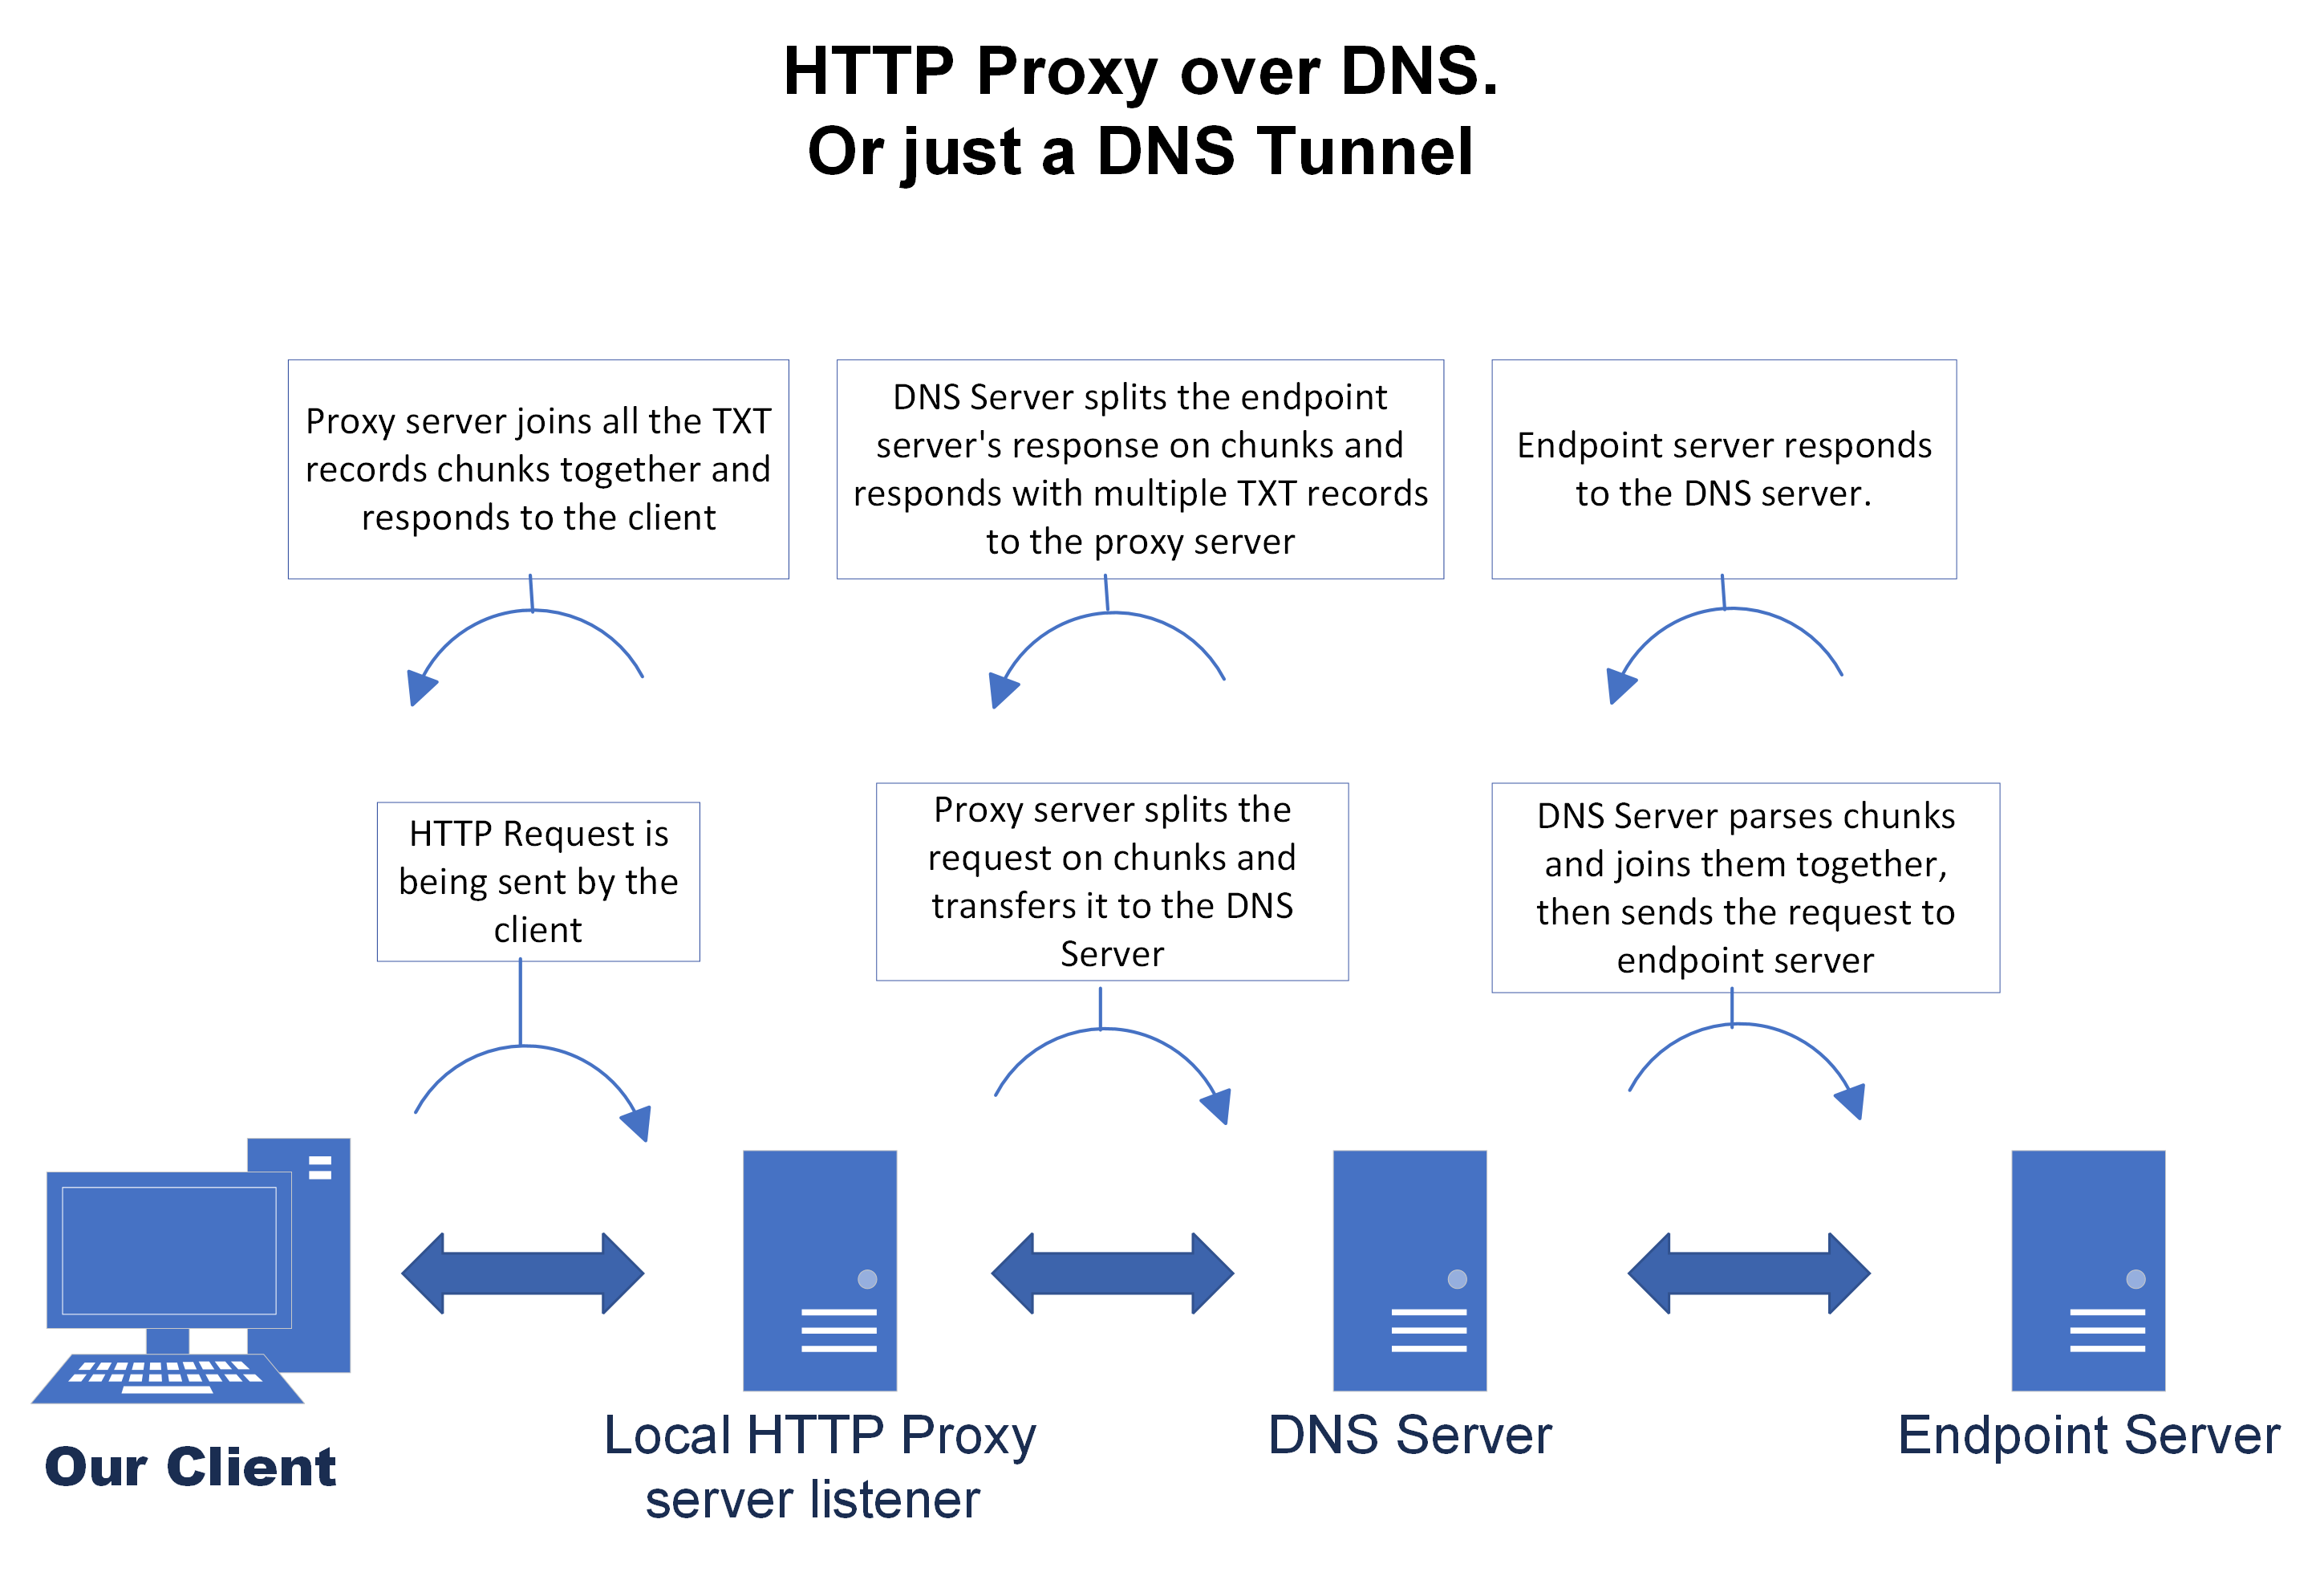 HTTP Proxy over DNS.
Or just a DNS Tunnel
Proxy server joins all the TXT
records chunks together and
responds to the client
DNS Server splits the endpoint
server's response on chunks and
responds with multiple TXT records
to the proxy server
Endpoint server responds
to the DNS server.
HTTP Request is
being sent by the
client
Proxy server splits the
request on chunks and
transfers it to the DNS
Server
DNS Server parses chunks
and joins them together,
then sends the request to
endpoint server
Our Client
Local HTTP Proxy
server listener
DNS Server
Endpoint Server